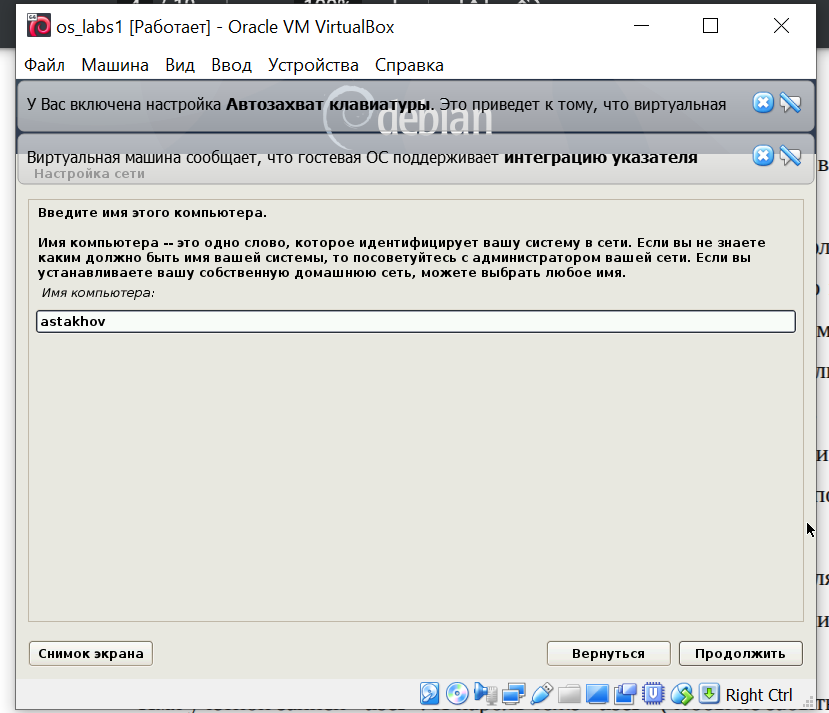 os_labs1 [Работает] - Oracle VM VirtualBox
Файл Машина Вид Ввод Устройства Справка
У Вас включена настройка Автозахват клавиатуры. Это приведет к тому, что виртуальная
debian
Виртуальная машина сообщает, что гостевая ОС поддерживает интеграцию указателя
Настройка сети
Введите имя этого компьютера.
Имя компьютера -- это одно слово, которое идентифицирует вашу систему в сети. Если вы не знаете
каким должно быть имя вашей системы, то посоветуйтесь с администратором вашей сети. Если вы
устанавливаете вашу собственную домашнюю сеть, можете выбрать любое имя.
Имя компьютера:
astakhov
Снимок экрана Вернуться Продолжить
Right Ctrl